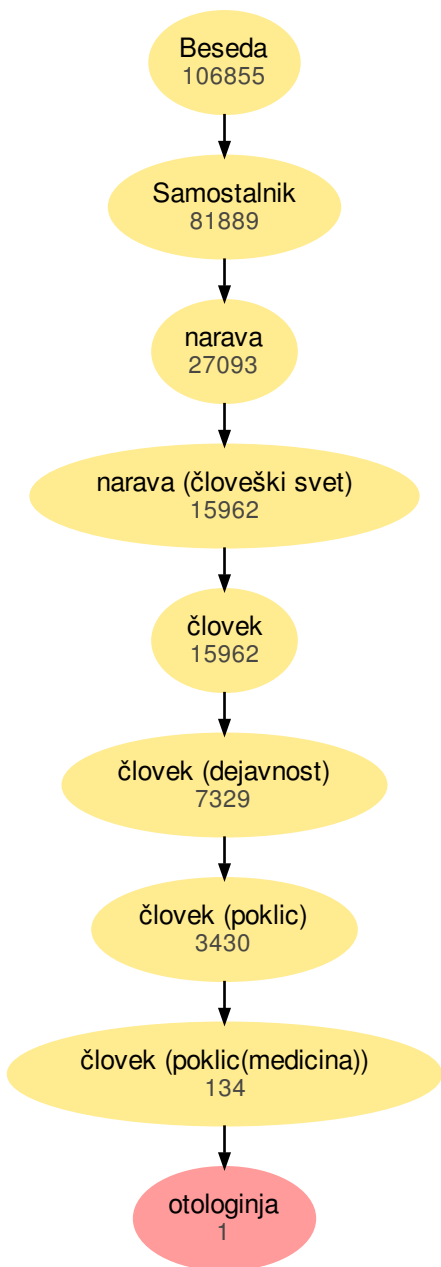 Beseda
106855
Samostalnik
81889
narava
27093
narava (človeški svet)
15962
človek
15962
človek (dejavnost)
7329
človek (poklic)
3430
človek (poklic(medicina))
134
otologinja
1